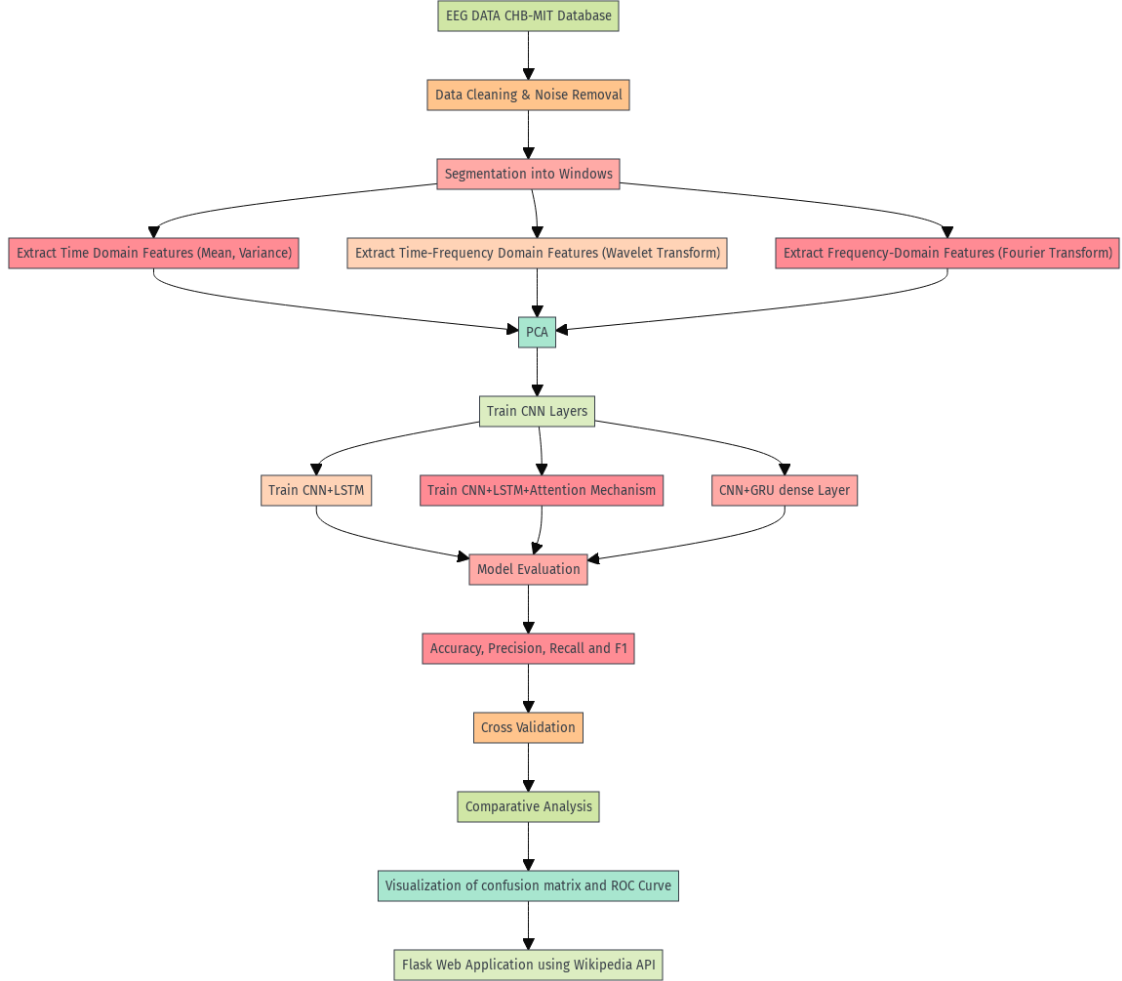 EEG DATA CHB-MIT Database
Data Cleaning & Noise Removal
Segmentation into Windows
Extract Time Domain Features (Mean, Variance)
Extract Time-Frequency Domain Features (Wavelet Transform)
Extract Frequency-Domain Features (Fourier Transform)
PCA
Train CNN Layers
Train CNN+LSTM
Train CNN+LSTM+Attention Mechanism
CNN+GRU dense Layer
Model Evaluation
Accuracy, Precision, Recall and F1
Cross Validation
Comparative Analysis
Visualization of confusion matrix and ROC Curve
Flask Web Application using Wikipedia API